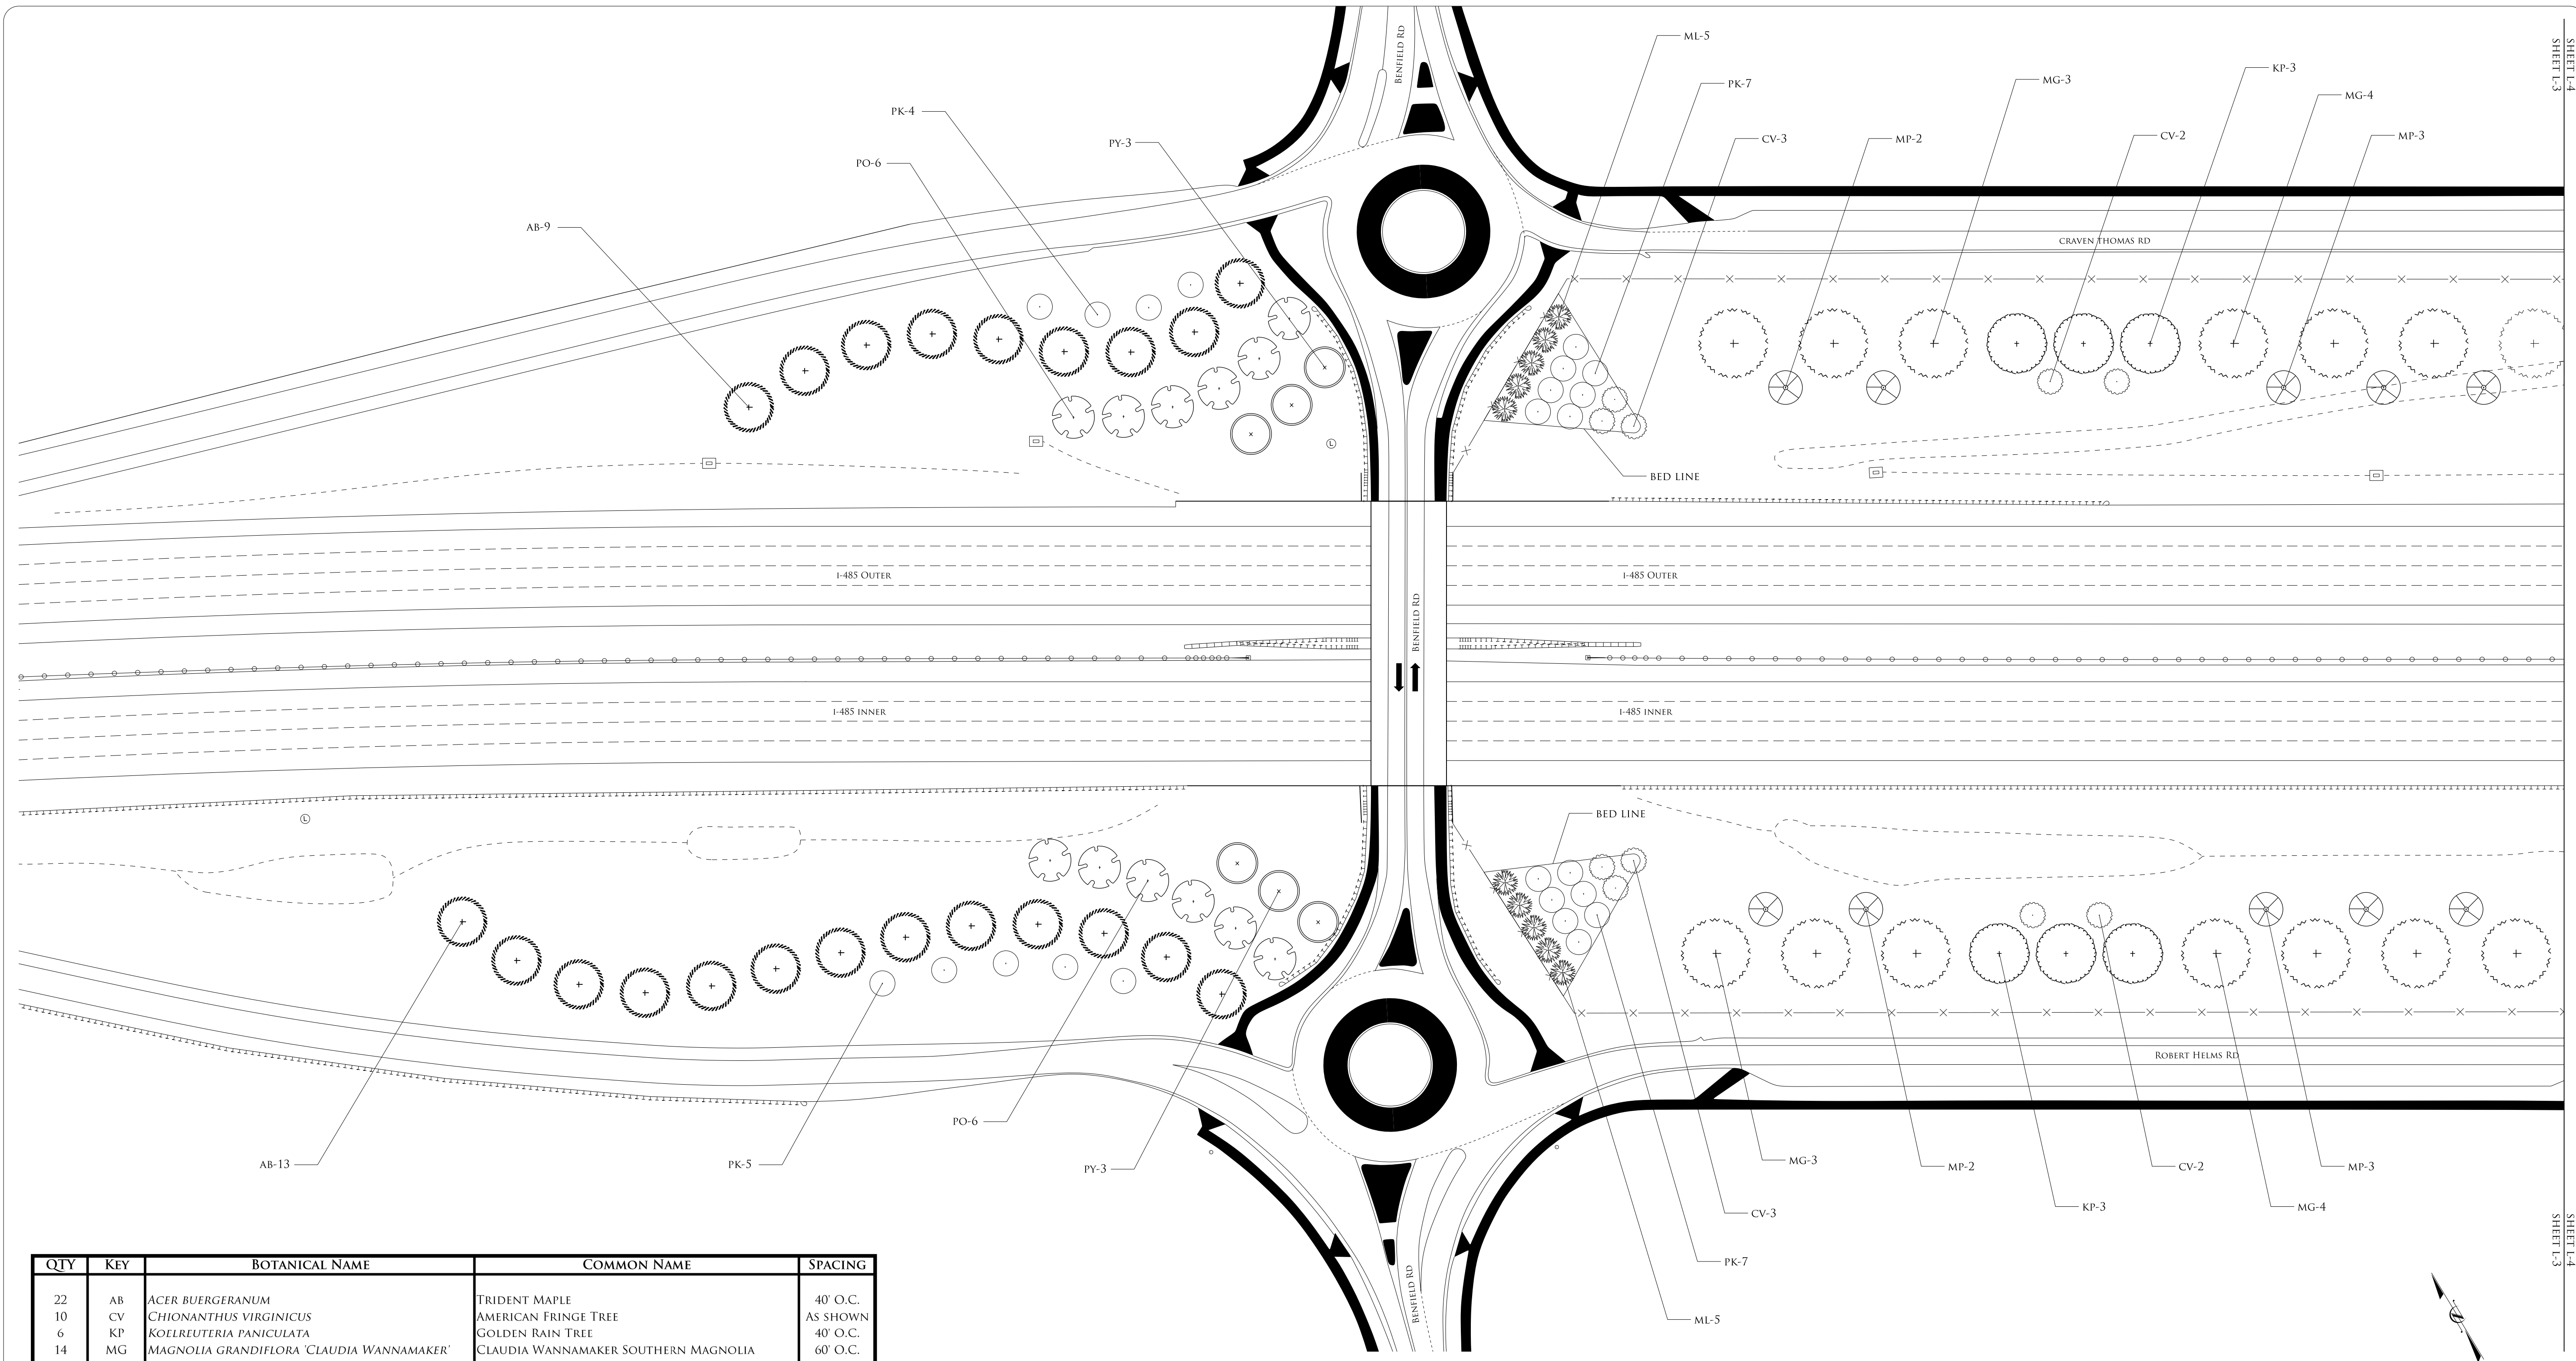 BENFIELD RD
ML-5
SHEET L-4
SHEET L-3
KP-3
MG-3
PK-7
MG-4
PK-4
MP-3
CV-2
CV-3
MP-2
PY-3
PO-6
AB-9
CRAVEN THOMAS RD
L
BED LINE
I-485 OUTER
I-485 OUTER
BENFIELD RD
I-485 INNER
I-485 INNER
BED LINE
L
ROBERT HELMS RD
PO-6
MG-3
AB-13
PK-5
PY-3
MP-2
CV-2
MP-3
KP-3
MG-4
CV-3
SHEET L-4
SHEET L-3
PK-7
BENFIELD RD
ML-5
QTY KEY BOTANICAL NAME COMMON NAME SPACING
22 AB ACER BUERGERANUM TRIDENT MAPLE 40' O.C.
10 CV CHIONANTHUS VIRGINICUS AMERICAN FRINGE TREE AS SHOWN
6 KP KOELREUTERIA PANICULATA GOLDEN RAIN TREE 40' O.C.
14 MG MAGNOLIA GRANDIFLORA 'CLAUDIA WANNAMAKER' CLAUDIA WANNAMAKER SOUTHERN MAGNOLIA 60' O.C.